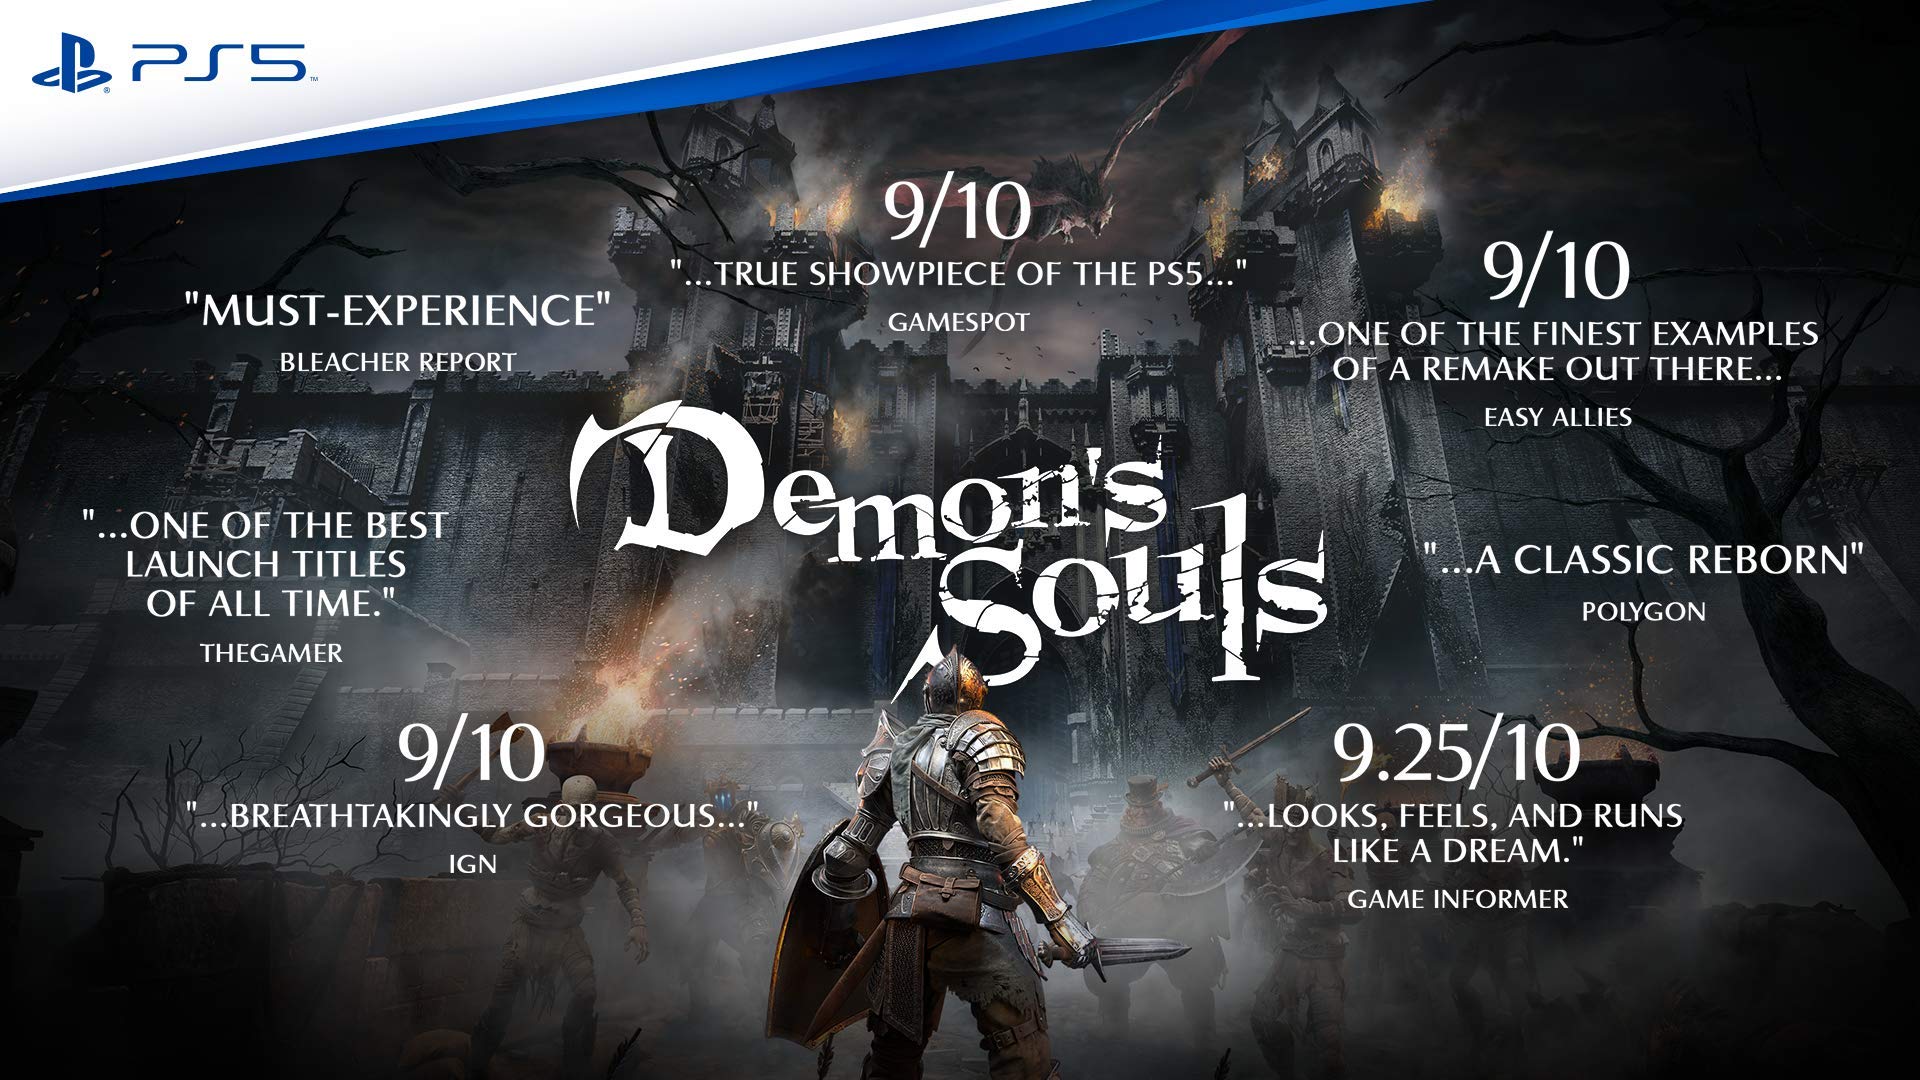 PS5™
9/10
"...TRUE SHOWPIECE OF THE PS5..."
GAMESPOT
9/10
...ONE OF THE FINEST EXAMPLES
OF A REMAKE OUT THERE...
EASY ALLIES
"MUST-EXPERIENCE"
BLEACHER REPORT
Demon's
Souls
"...ONE OF THE BEST
LAUNCH TITLES
OF ALL TIME."
THEGAMER
"...A CLASSIC REBORN"
POLYGON
9/10
"...BREATHTAKINGLY GORGEOUS..."
IGN
9.25/10
"...LOOKS, FEELS, AND RUNS
LIKE A DREAM."
GAME INFORMER